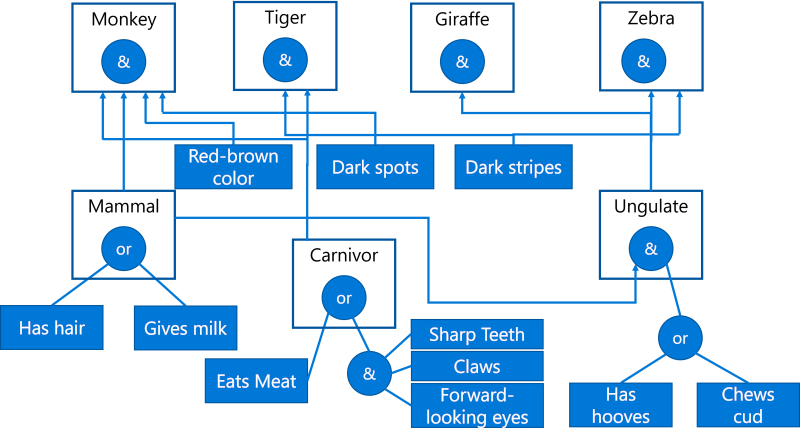 Monkey
Tiger
Giraffe
Zebra
&
&
&
&
Red-brown
color
Dark spots
Dark stripes
Mammal
Ungulate
or
&
Carnivor
or
Has hair
Gives milk
Sharp Teeth
or
Claws
Eats Meat
&
Forward-
looking eyes
Has
hooves
Chews
cud